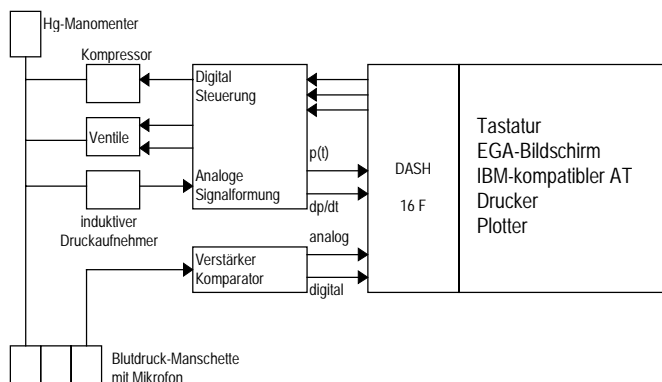 Hg-Manomenter
Kompressor
Digital
Steuerung
Ventile
Analoge
Signalformung
induktiver
Druckaufnehmer
p(t)
dp/dt
analog
digital
Verstärker
Komparator
DASH
16 F
Tastatur
EGA-Bildschirm
IBM-kompatibler AT
Drucker
Plotter
Blutdruck-Manschette
mit Mikrofon